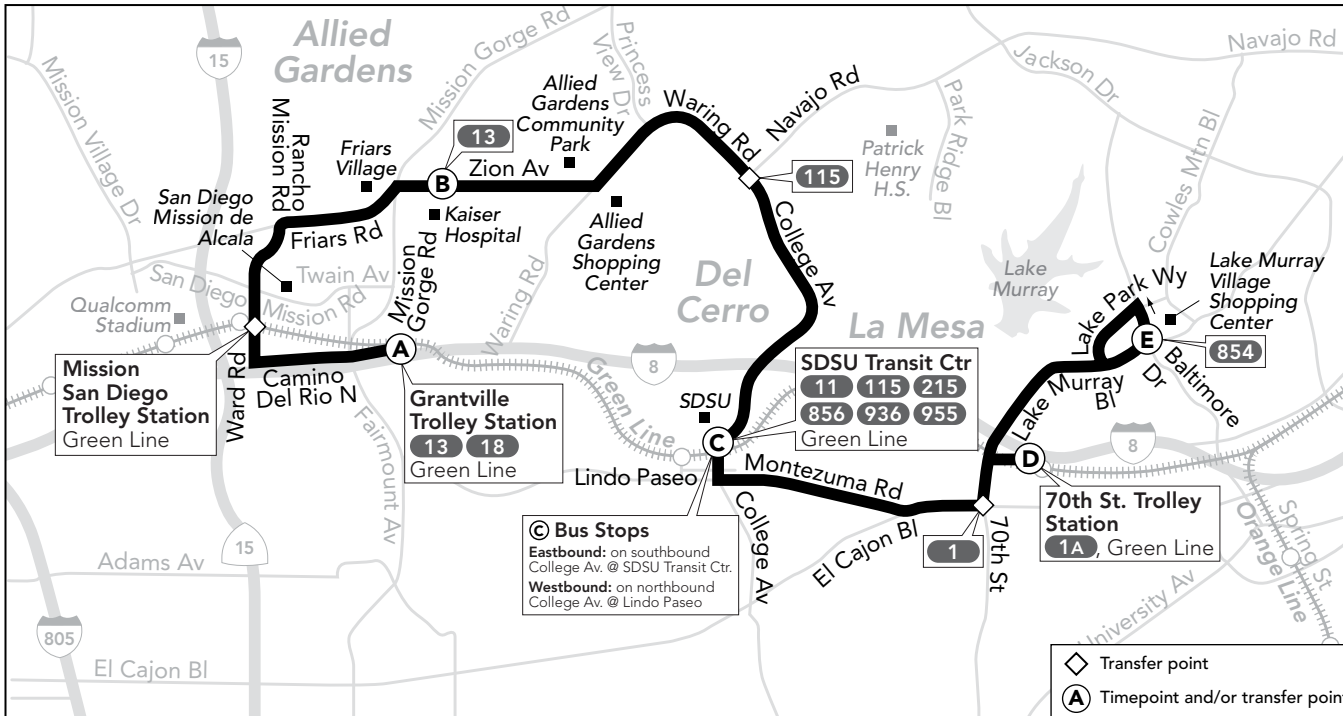 Allied
Gardens
15
Mission Village Dr
Mission Gorge Rd
Princess
View Dr
Navajo Rd
Jackson Dr
Navajo Rd
Waring Rd
Park Ridge Bl
Cowles Mtn Bl
Rancho
Mission Rd
Friars
Village
13
B
Zion Av
Allied
Gardens
Community
Park
Patrick
Henry
H.S.
115
San Diego
Mission de
Alcala
Friars Rd
Kaiser
Hospital
Allied
Gardens
Shopping
Center
College Av
Twain Av
Mission
Gorge Rd
Waring Rd
Del
Cerro
Lake
Murray
Lake Park Wy
Lake Murray
Village
Shopping
Center
San Diego Mission Rd
Qualcomm
Stadium
A
La Mesa
E
854
Mission
San Diego
Trolley Station
Green Line
Ward Rd
Camino
Del Rio N
Grantville
Trolley Station
13 18
Green Line
8
Green Line
SDSU
SDSU Transit Ctr
11 115 215
856 936 955
Green Line
Lake Murray
Bl
Baltimore
Dr
Fairmount Av
C
Lindo Paseo
Montezuma Rd
D
8
College Av
C Bus Stops
Eastbound: on southbound
College Av. @ SDSU Transit Ctr.
Westbound: on northbound
College Av. @ Lindo Paseo
El Cajon Bl
1
70th St
70th St. Trolley
Station
1A, Green Line
Orange Line
Spring St
15
Adams Av
805
University Av
El Cajon Bl
Transfer point
A Timepoint and/or transfer point